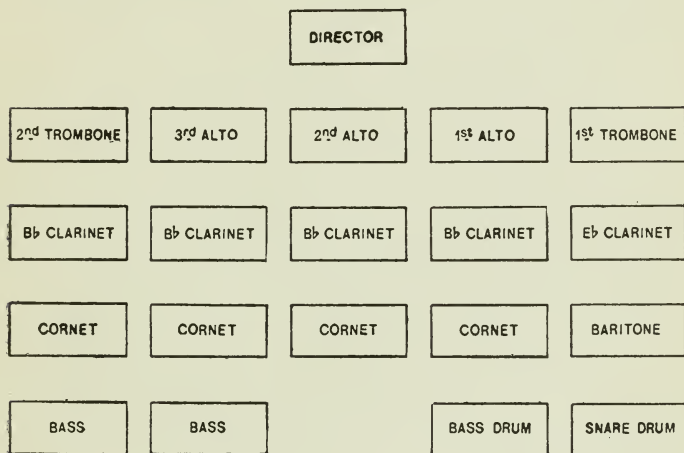 DIRECTOR
2nd TROMBONE 3rd ALTO 2nd ALTO 1st ALTO 1st TROMBONE
B♭ CLARINET B♭ CLARINET B♭ CLARINET B♭ CLARINET E♭ CLARINET
CORNET CORNET CORNET CORNET BARITONE
BASS BASS BASS DRUM SNARE DRUM